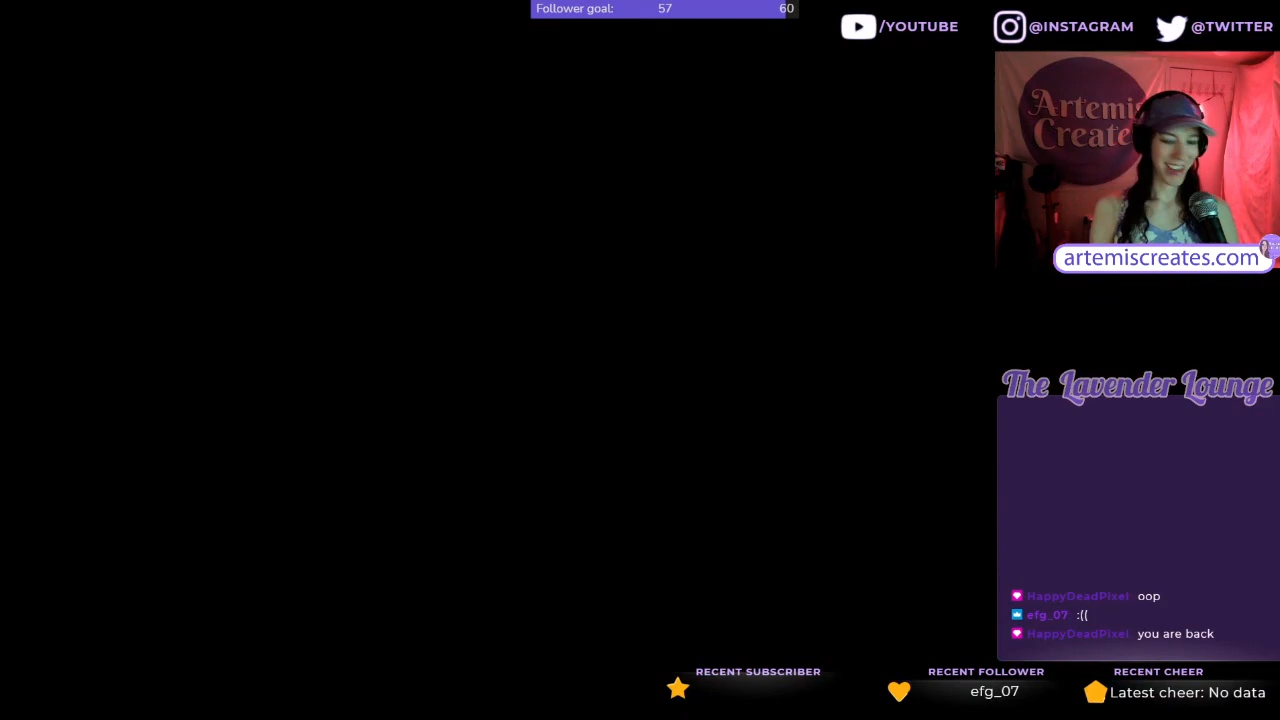 Follower goal: 57 60
/YOUTUBE @INSTAGRAM @TWITTER
Artemis
Create
artemiscreates.com
The Lavender Lounge
HappyDeadPixel oop
efg_07 :((
HappyDeadPixel you are back
RECENT SUBSCRIBER
RECENT FOLLOWER
efg_07
RECENT CHEER
Latest cheer: No data